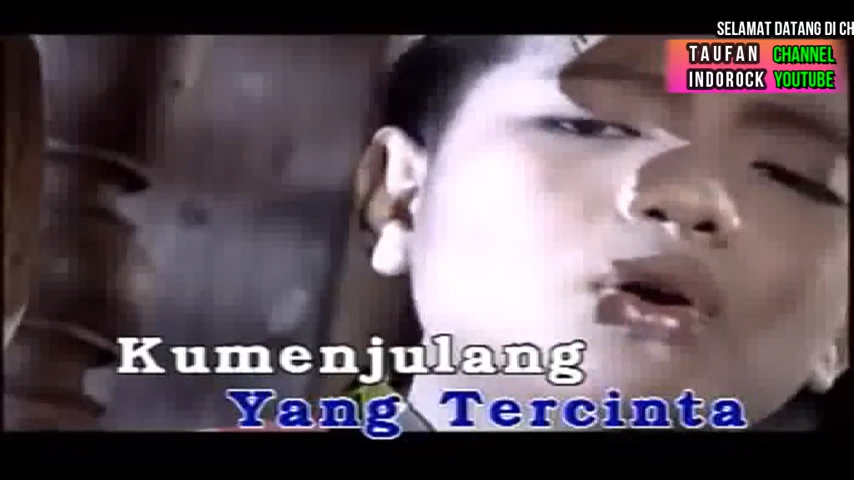 SELAMAT DATANG DI CH
TAUFAN CHANNEL
INDOROCK YOUTUBE
Kumenjulang
Yang Tercinta